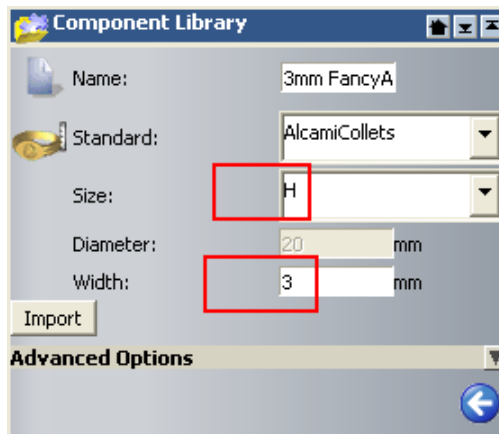 Component Library
Name: 3mm FancyA
Standard: AlcamiCollets
Size: H
Diameter: 20 mm
Width: 3 mm
Import
Advanced Options